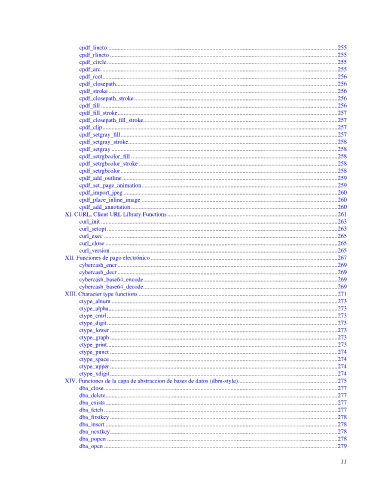 cpdf_lineto 255
cpdf_rlineto 255
cpdf_circle 255
cpdf_arc 255
cpdf_rect 256
cpdf_closepath 256
cpdf_stroke 256
cpdf_closepath_stroke 256
cpdf_fill 256
cpdf_fill_stroke 257
cpdf_closepath_fill_stroke 257
cpdf_clip 257
cpdf_setgray_fill 257
cpdf_setgray_stroke 258
cpdf_setgray 258
cpdf_setrgbcolor_fill 258
cpdf_setrgbcolor_stroke 258
cpdf_setrgbcolor 258
cpdf_add_outline 259
cpdf_set_page_animation 259
cpdf_import_jpeg 260
cpdf_place_inline_image 260
cpdf_add_annotation 260
XI. CURL, Client URL Library Functions 261
curl_init 263
curl_setopt 263
curl_exec 265
curl_close 265
curl_version 265
XII. Funciones de pago electrónico 267
cybercash_encr 269
cybercash_decr 269
cybercash_base64_encode 269
cybercash_base64_decode 269
XIII. Character type functions 271
ctype_alnum 273
ctype_alpha 273
ctype_cntrl 273
ctype_digit 273
ctype_lower 273
ctype_graph 273
ctype_print 273
ctype_punct 274
ctype_space 274
ctype_upper 274
ctype_xdigit 274
XIV. Funciones de la capa de abstraccion de bases de datos (dbm-style) 275
dba_close 277
dba_delete 277
dba_exists 277
dba_fetch 277
dba_firstkey 278
dba_insert 278
dba_nextkey 278
dba_popen 278
dba_open 279
11